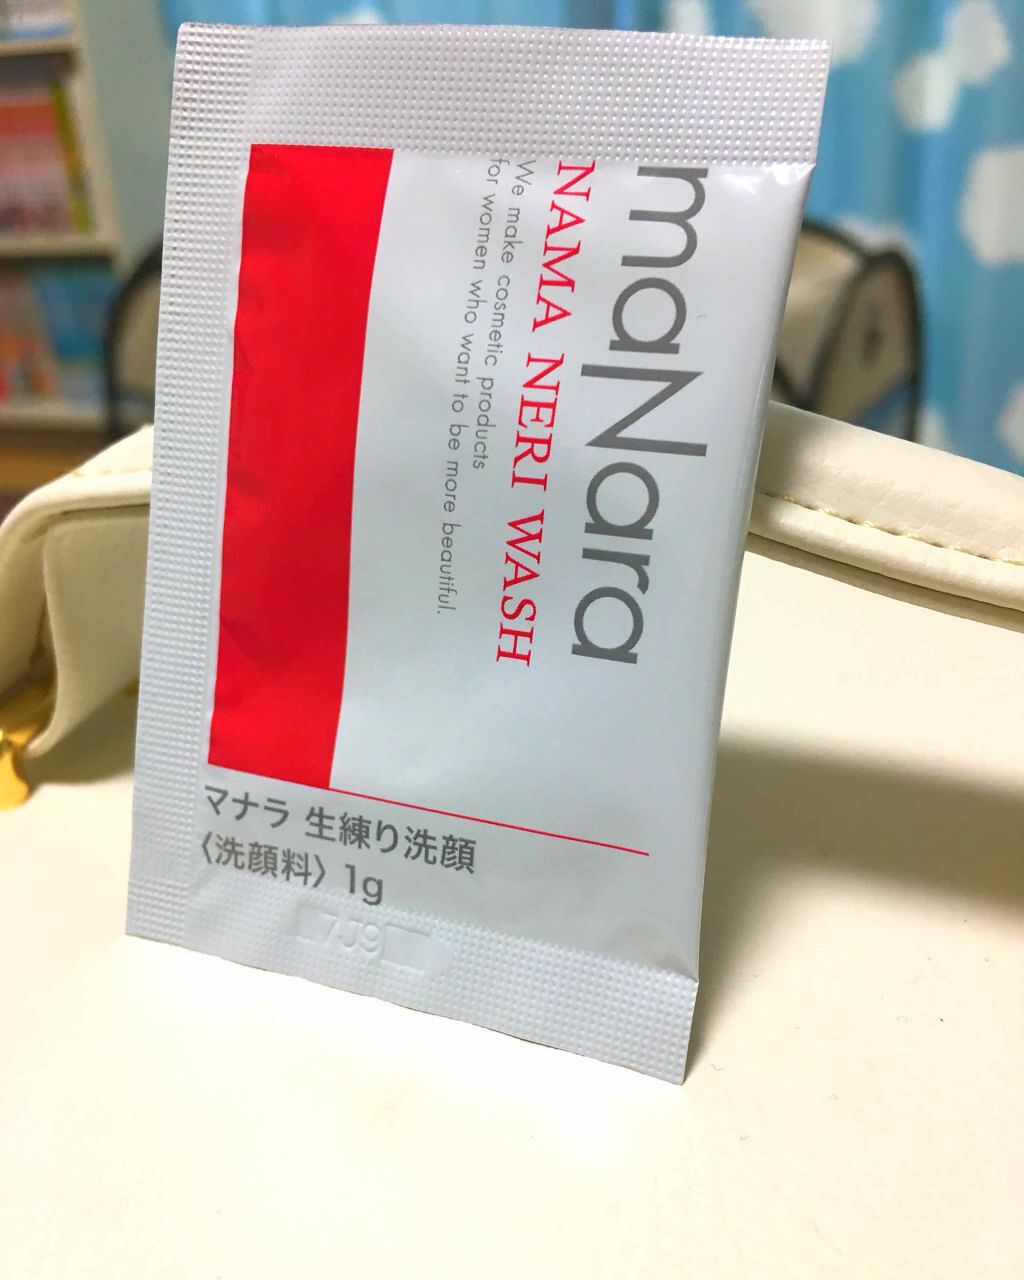 maNara
NAMA NERI WASH
We make cosmetic products
for women who want to be more beautiful.
マナラ 生練り洗顔
〈洗顔料〉 1g
7J9